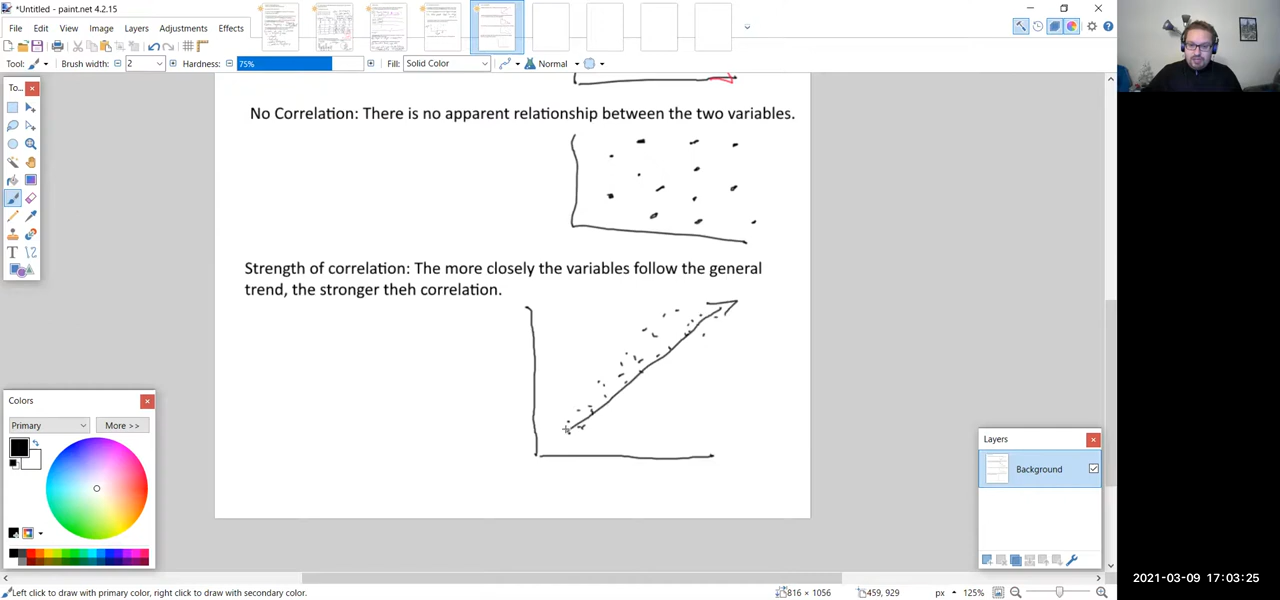 *Untitled - paint.net 4.2.15
File Edit View Image Layers Adjustments Effects
Tool: Brush width: 2 Hardness: 75% Fill: Solid Color Normal
To...
No Correlation: There is no apparent relationship between the two variables.
Strength of correlation: The more closely the variables follow the general
trend, the stronger theh correlation.
Colors
Primary More >>
Layers
Background
2021-03-09 17:03:25
Left click to draw with primary color, right click to draw with secondary color. 816 × 1056 459, 929 px 125%